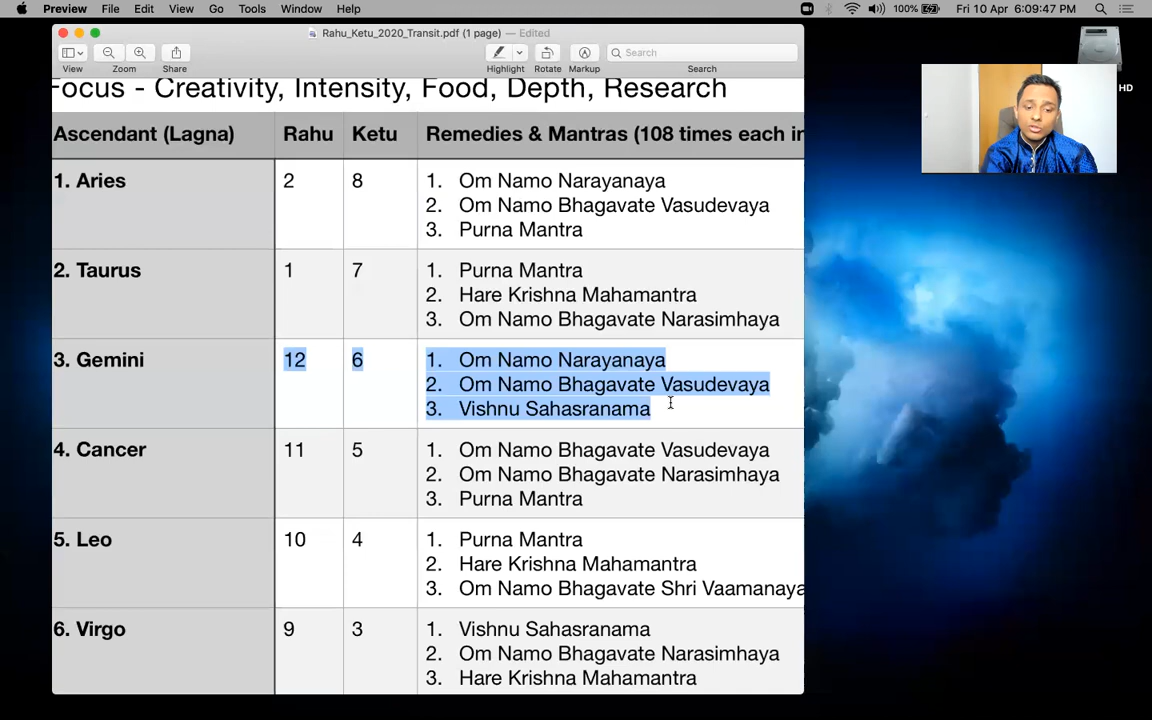 Preview File Edit View Go Tools Window Help 100% Fri 10 Apr 6:09:47 PM
Rahu_Ketu_2020_Transit.pdf (1 page) — Edited
Search
View Zoom Share Highlight Rotate Markup Search
HD
Focus - Creativity, Intensity, Food, Depth, Research
Ascendant (Lagna) Rahu Ketu Remedies & Mantras (108 times each in
1. Aries 2 8 1. Om Namo Narayanaya
2. Om Namo Bhagavate Vasudevaya
3. Purna Mantra
2. Taurus 1 7 1. Purna Mantra
2. Hare Krishna Mahamantra
3. Om Namo Bhagavate Narasimhaya
3. Gemini 12 6 1. Om Namo Narayanaya
2. Om Namo Bhagavate Vasudevaya
3. Vishnu Sahasranama
4. Cancer 11 5 1. Om Namo Bhagavate Vasudevaya
2. Om Namo Bhagavate Narasimhaya
3. Purna Mantra
5. Leo 10 4 1. Purna Mantra
2. Hare Krishna Mahamantra
3. Om Namo Bhagavate Shri Vaamanaya
6. Virgo 9 3 1. Vishnu Sahasranama
2. Om Namo Bhagavate Narasimhaya
3. Hare Krishna Mahamantra